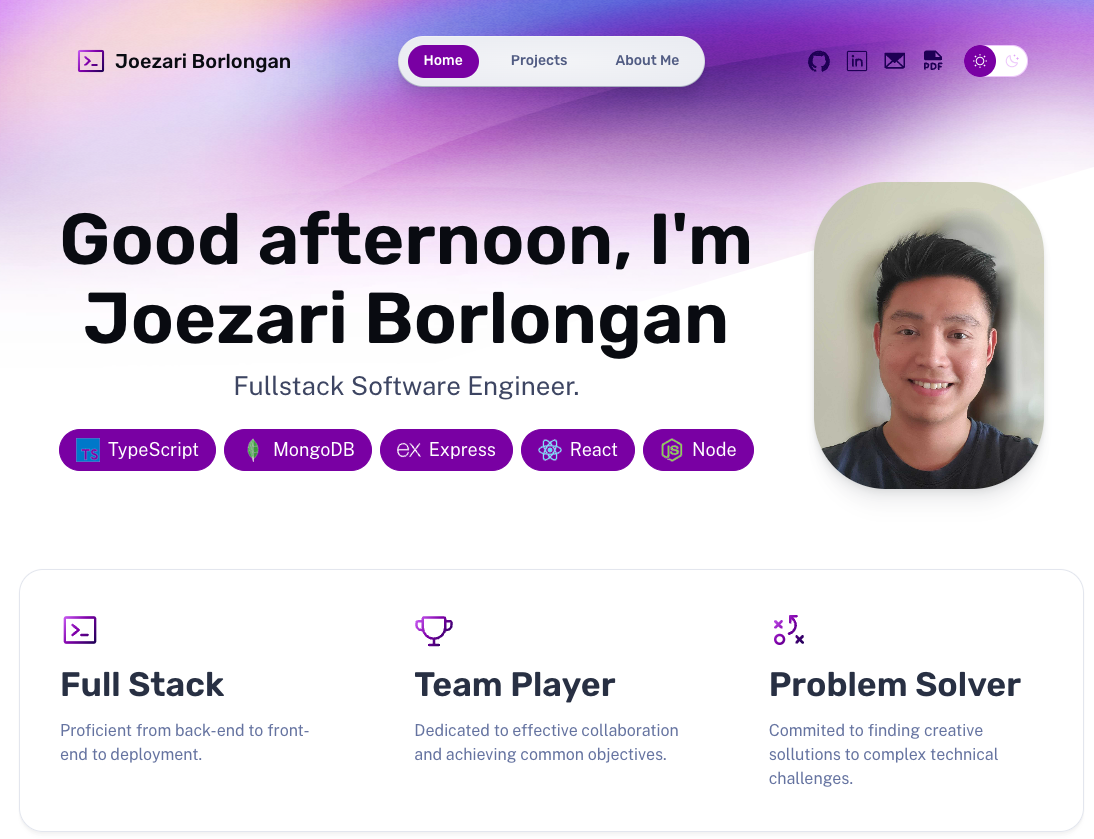 Joezari Borlongan
Home Projects About Me
PDF
Good afternoon, I'm
Joezari Borlongan
Fullstack Software Engineer.
TS TypeScript MongoDB ex Express React JS Node
Full Stack
Proficient from back-end to front-
end to deployment.
Team Player
Dedicated to effective collaboration
and achieving common objectives.
Problem Solver
Commited to finding creative
sollutions to complex technical
challenges.